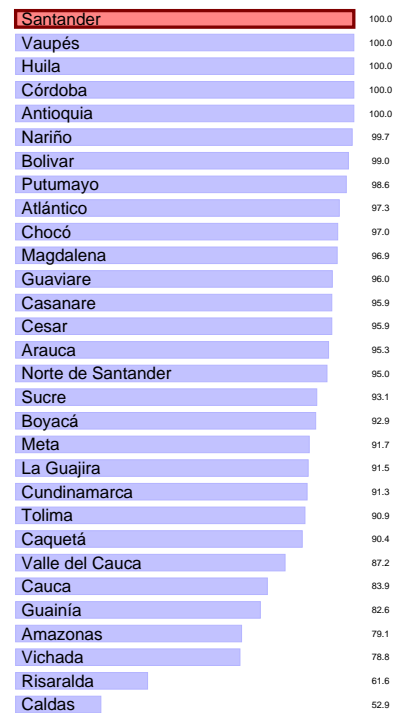 Santander 100.0
Vaupés 100.0
Huila 100.0
Córdoba 100.0
Antioquia 100.0
Nariño 99.7
Bolivar 99.0
Putumayo 98.6
Atlántico 97.3
Chocó 97.0
Magdalena 96.9
Guaviare 96.0
Casanare 95.9
Cesar 95.9
Arauca 95.3
Norte de Santander 95.0
Sucre 93.1
Boyacá 92.9
Meta 91.7
La Guajira 91.5
Cundinamarca 91.3
Tolima 90.9
Caquetá 90.4
Valle del Cauca 87.2
Cauca 83.9
Guainía 82.6
Amazonas 79.1
Vichada 78.8
Risaralda 61.6
Caldas 52.9